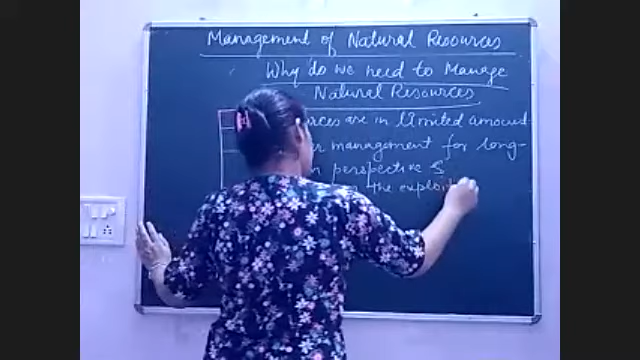 Management of Natural Resources
Why do we need to Manage
Natural Resources
are in limited amount
management for long-
perspective &
the exploit